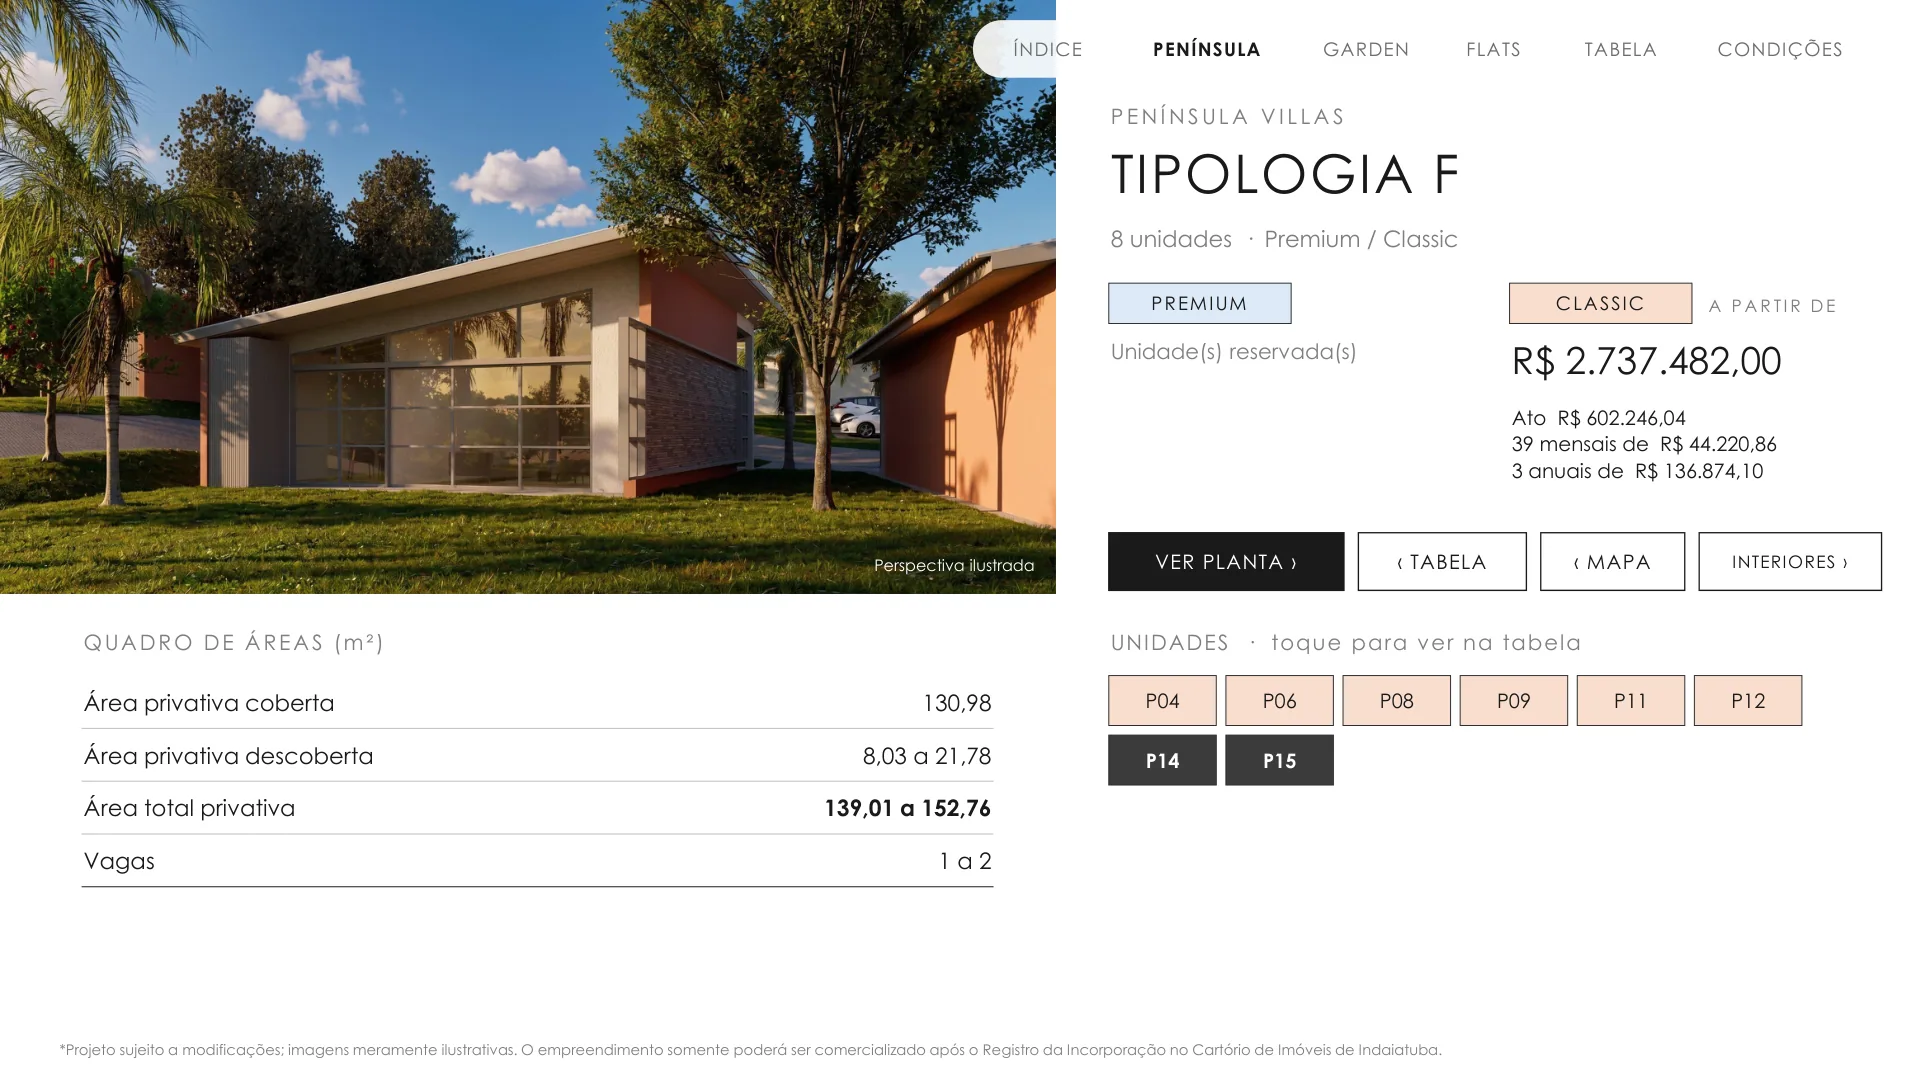 ÍNDICE PENÍNSULA GARDEN FLATS TABELA CONDIÇÕES
PENÍNSULA VILLAS
TIPOLOGIA F
8 unidades · Premium / Classic
PREMIUM
Unidade(s) reservada(s)
CLASSIC A PARTIR DE
R$ 2.737.482,00
Ato R$ 602.246,04
39 mensais de R$ 44.220,86
3 anuais de R$ 136.874,10
VER PLANTA › ‹ TABELA ‹ MAPA INTERIORES ›
Perspectiva ilustrada
QUADRO DE ÁREAS (m²)
Área privativa coberta 130,98
Área privativa descoberta 8,03 a 21,78
Área total privativa 139,01 a 152,76
Vagas 1 a 2
UNIDADES · toque para ver na tabela
P04 P06 P08 P09 P11 P12
P14 P15
*Projeto sujeito a modificações; imagens meramente ilustrativas. O empreendimento somente poderá ser comercializado após o Registro da Incorporação no Cartório de Imóveis de Indaiatuba.